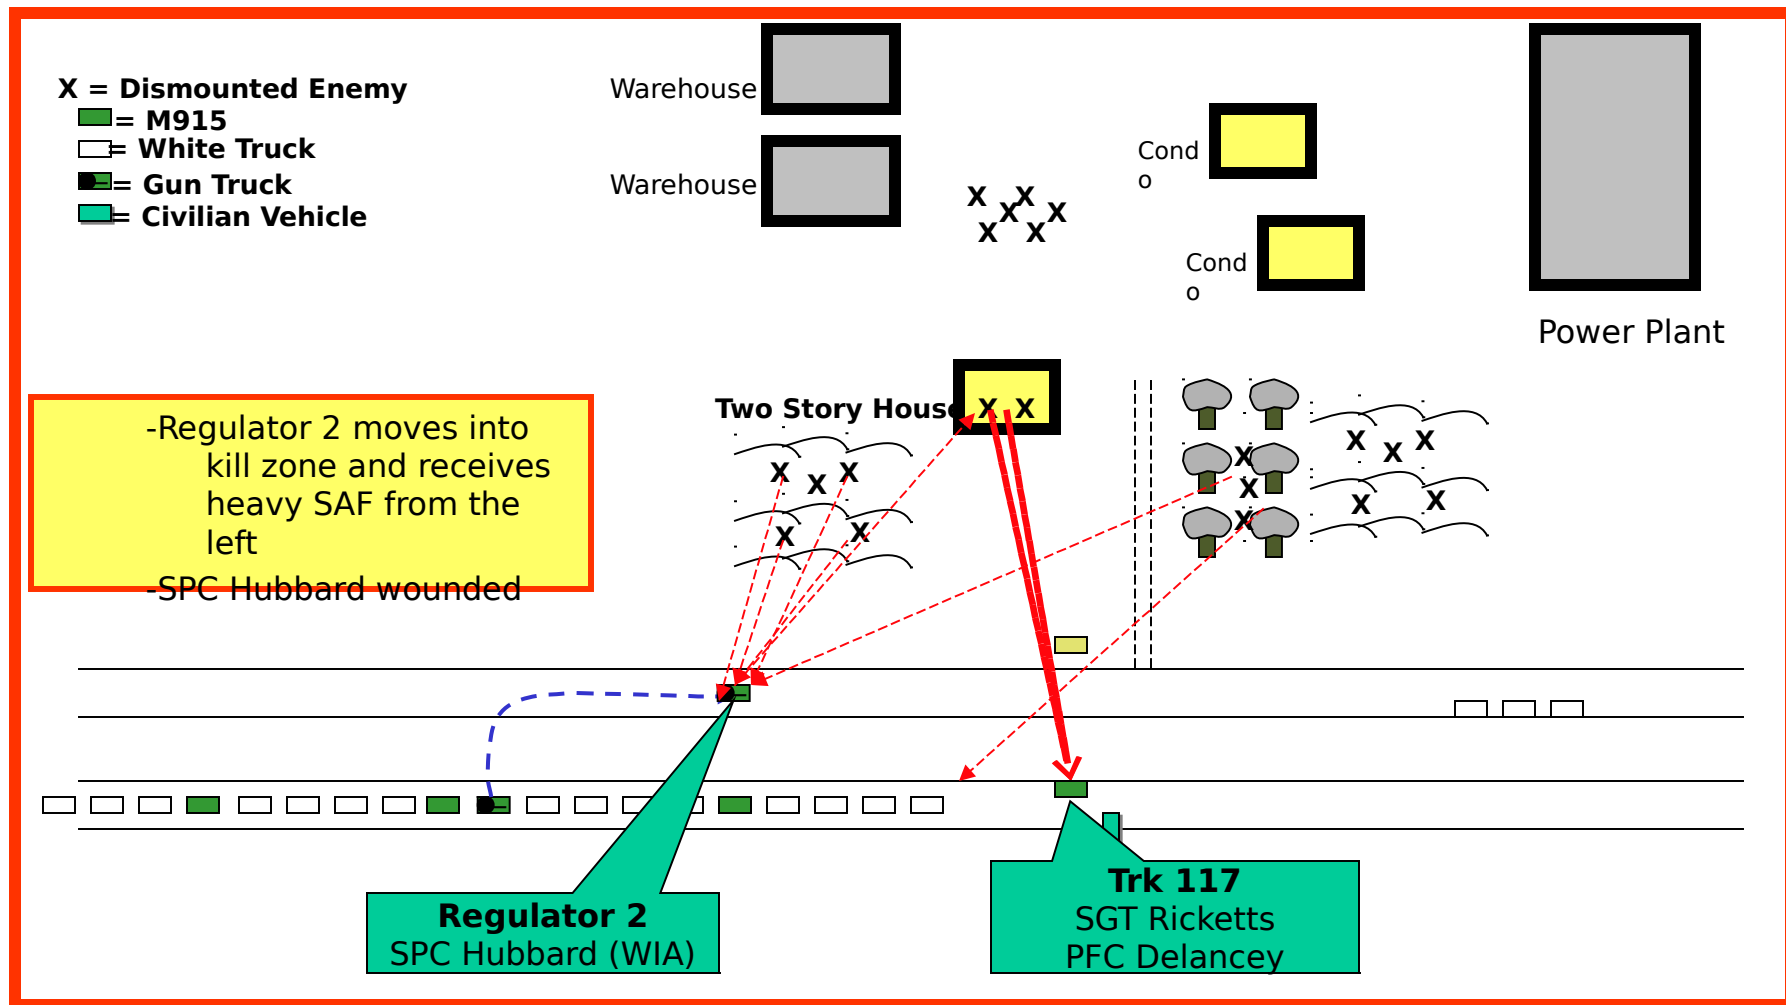 X = Dismounted Enemy
= M915
= White Truck
= Gun Truck
= Civilian Vehicle
Warehouse
Warehouse
Cond
o
Cond
o
Power Plant
X X
X X
X X
Two Story House
X X
X X X
X X
X
X
X
X X X
X X
-Regulator 2 moves into
kill zone and receives
heavy SAF from the
left
-SPC Hubbard wounded
Regulator 2
SPC Hubbard (WIA)
Trk 117
SGT Ricketts
PFC Delancey